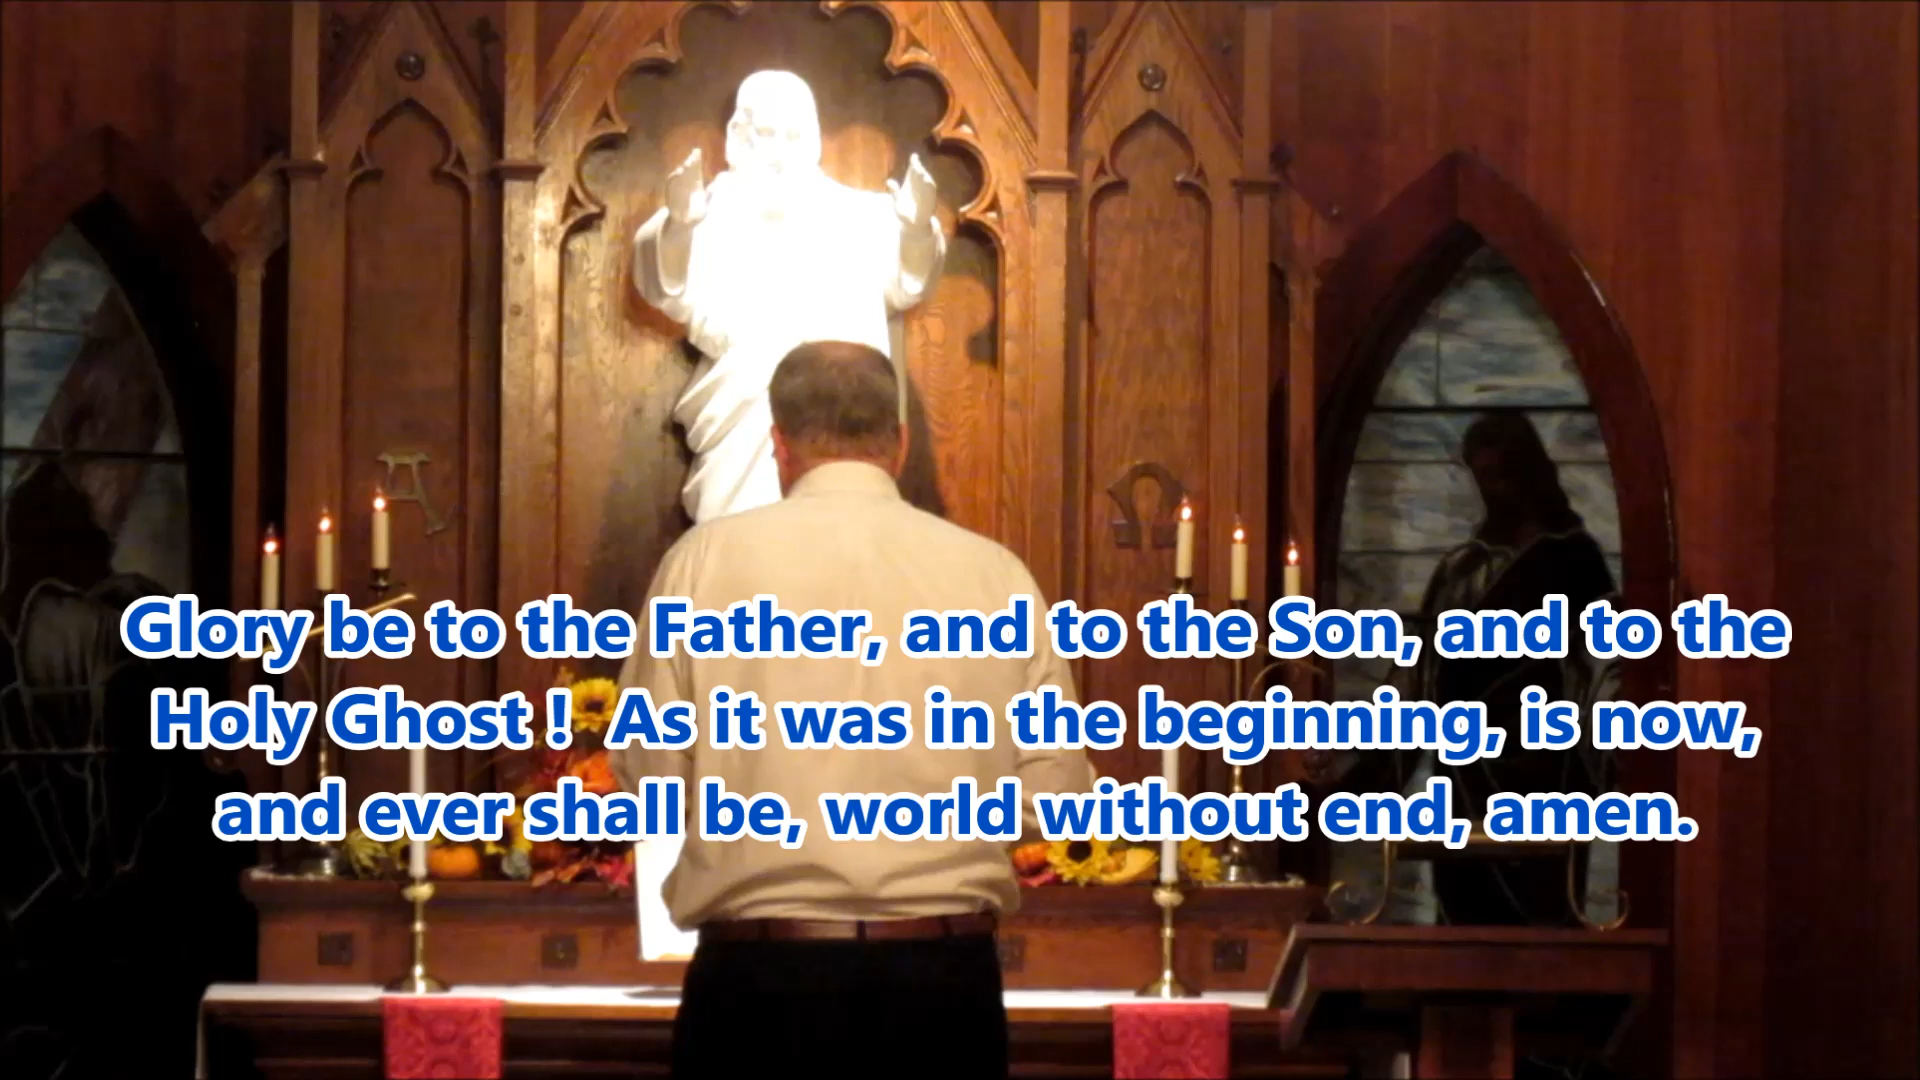 Α Ω
Glory be to the Father, and to the Son, and to the
Holy Ghost ! As it was in the beginning, is now,
and ever shall be, world without end, amen.